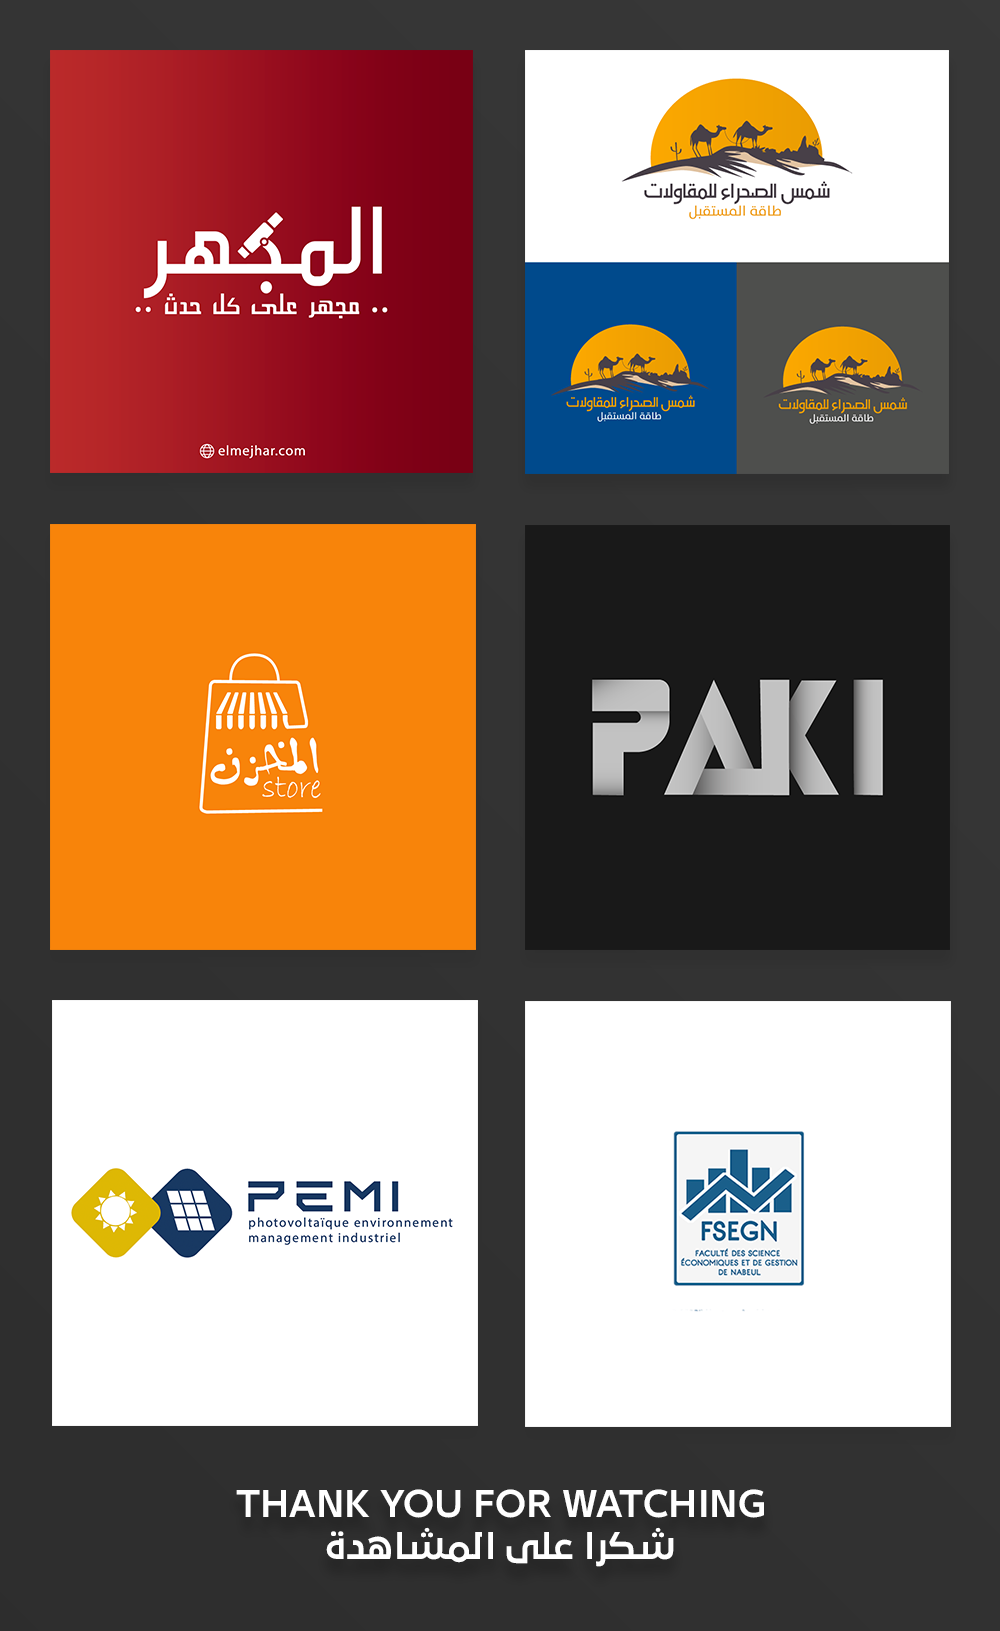 المجهر
.. مجهر على كل حدث ..
elmejhar.com
شمس الصحراء للمقاولات
طاقة المستقبل
شمس الصحراء للمقاولات
طاقة المستقبل
شمس الصحراء للمقاولات
طاقة المستقبل
المخزن
store
PAKI
PEMI
photovoltaïque environnement
management industriel
FSEGN
FACULTÉ DES SCIENCE
ÉCONOMIQUES ET DE GESTION
DE NABEUL
THANK YOU FOR WATCHING
شكرا على المشاهدة